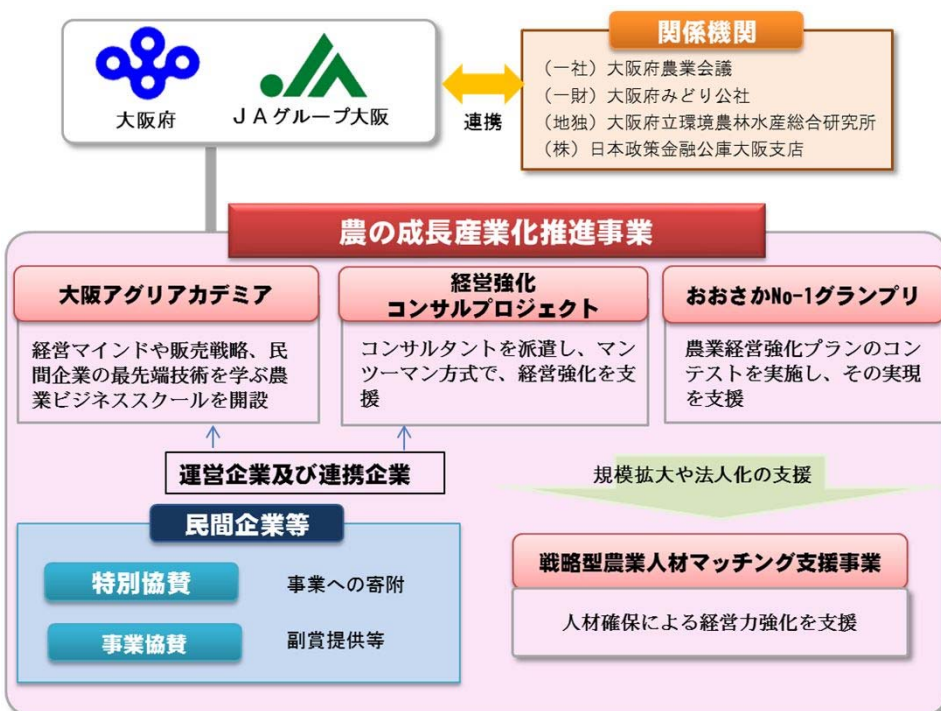 大阪府
ＪＡグループ大阪
連携
関係機関
（一社）大阪府農業会議
（一財）大阪府みどり公社
（地独）大阪府立環境農林水産総合研究所
（株）日本政策金融公庫大阪支店
農の成長産業化推進事業
大阪アグリアカデミア
経営マインドや販売戦略、民
間企業の最先端技術を学ぶ農
業ビジネススクールを開設
経営強化
コンサルプロジェクト
コンサルタントを派遣し、マン
ツーマン方式で、経営強化を支
援
おおさかNo-1グランプリ
農業経営強化プランのコン
テストを実施し、その実現
を支援
運営企業及び連携企業
規模拡大や法人化の支援
民間企業等
特別協賛
事業への寄附
事業協賛
副賞提供等
戦略型農業人材マッチング支援事業
人材確保による経営力強化を支援